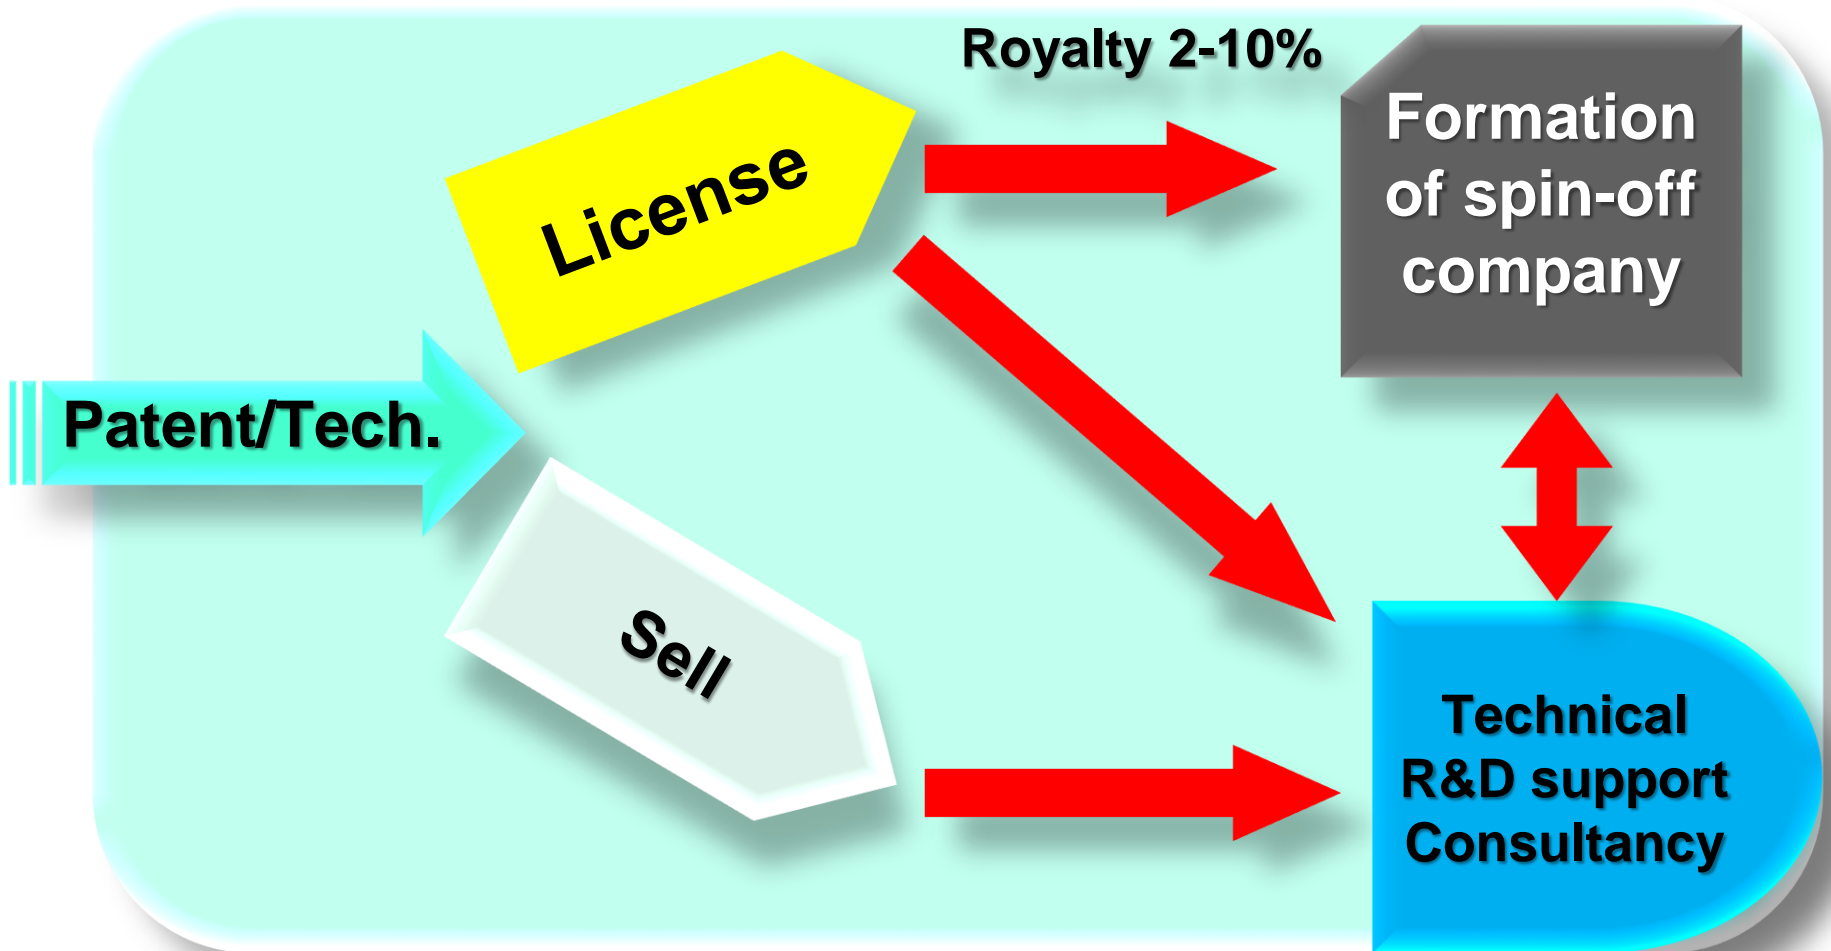 Royalty 2-10%
Formation
of spin-off
company
License
Patent/Tech.
Sell
Technical
R&D support
Consultancy